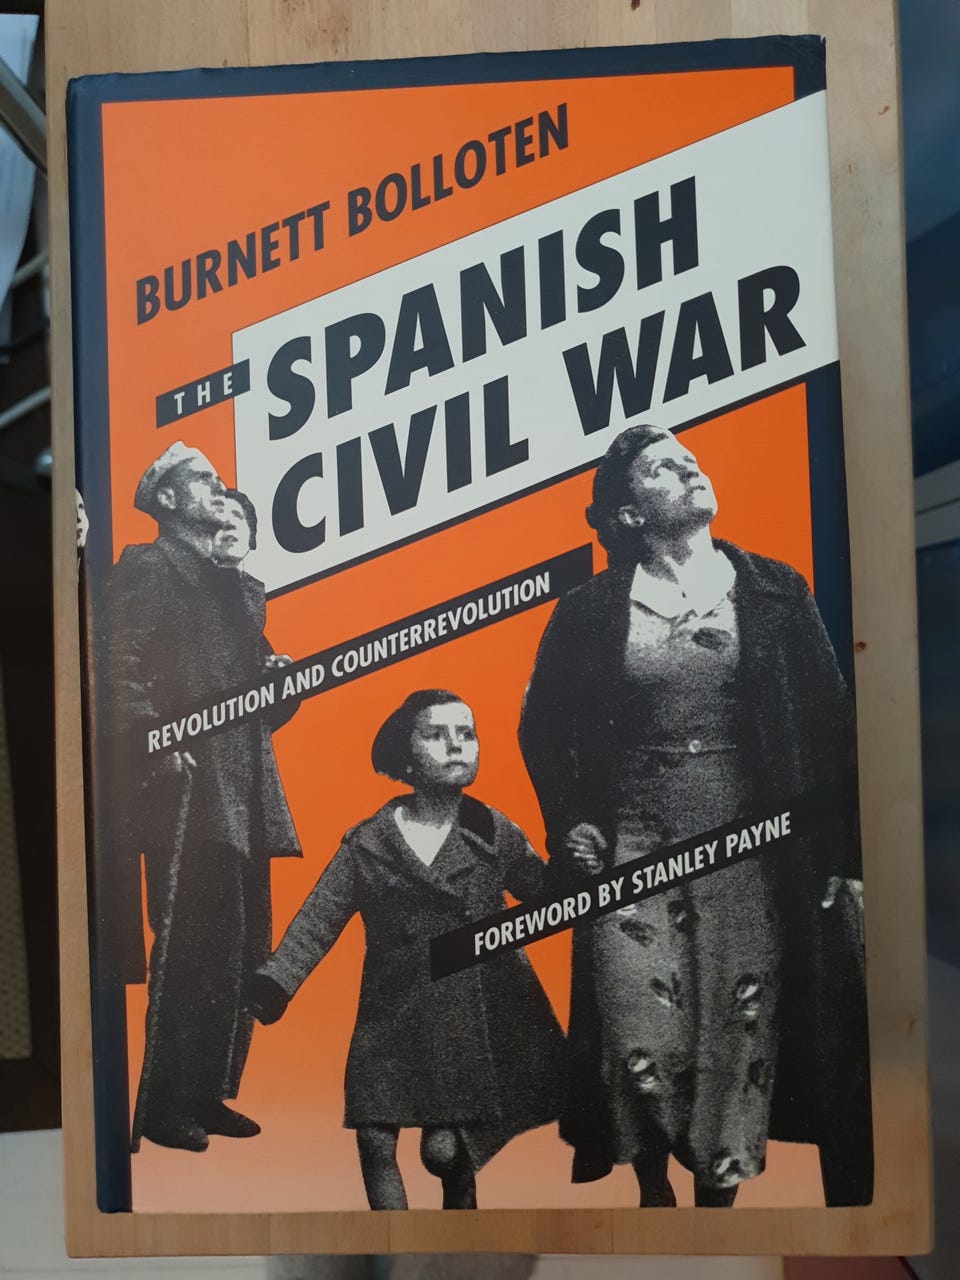 BURNETT BOLLOTEN
THE
SPANISH
CIVIL WAR
REVOLUTION AND COUNTERREVOLUTION
FOREWORD BY STANLEY PAYNE